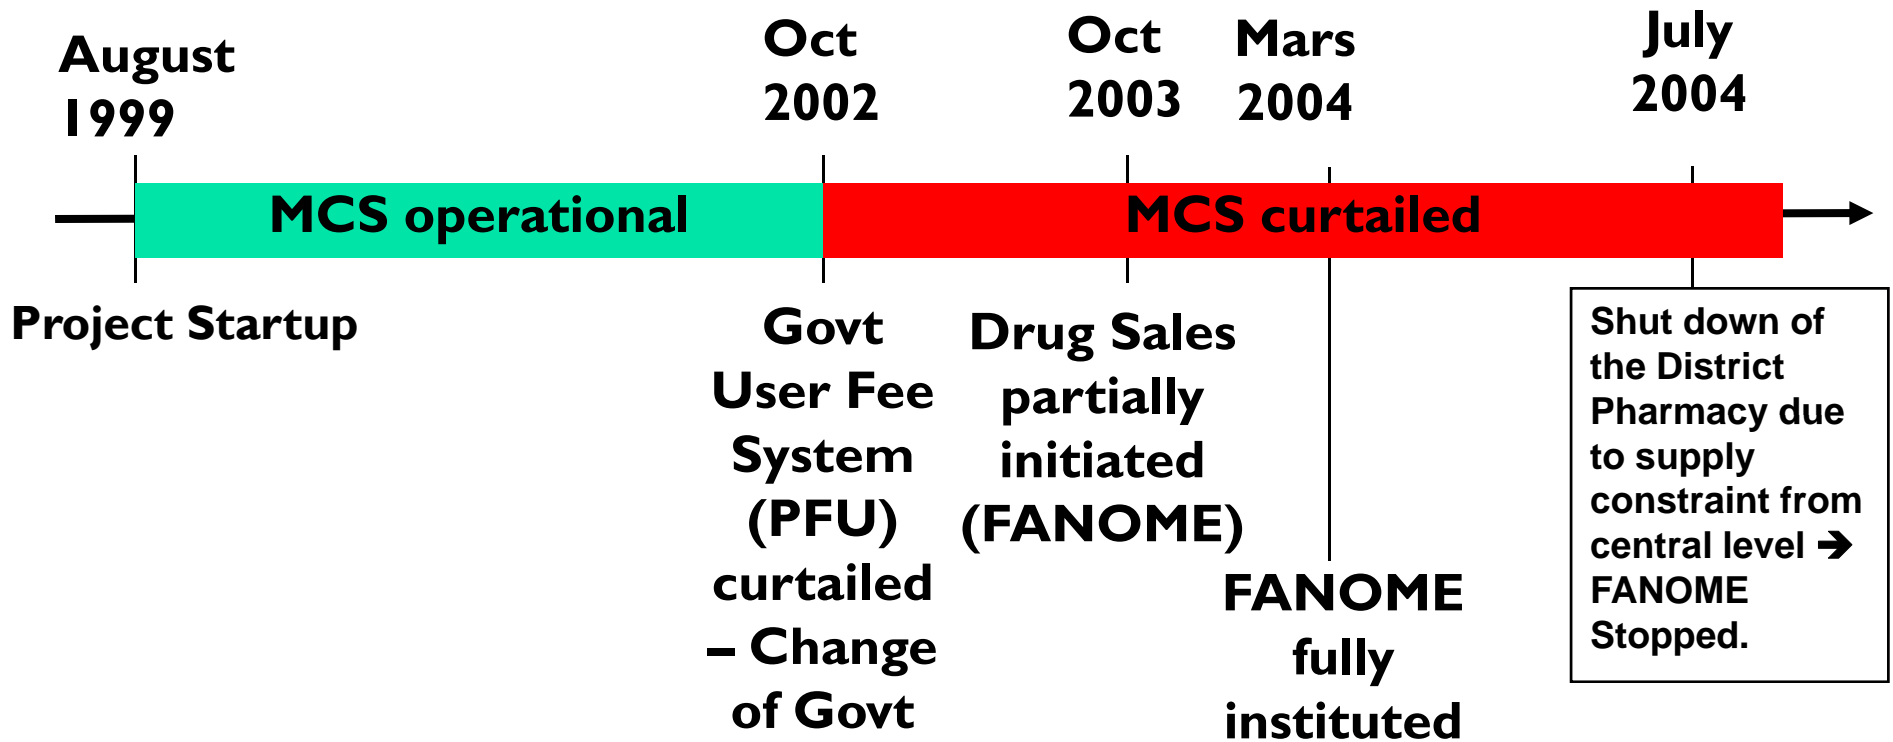 August
1999
Oct
2002
Oct
2003
Mars
2004
July
2004
MCS operational
MCS curtailed
Project Startup
Govt
User Fee
System
(PFU)
curtailed
– Change
of Govt
Drug Sales
partially
initiated
(FANOME)
FANOME
fully
instituted
Shut down of
the District
Pharmacy due
to supply
constraint from
central level ➔
FANOME
Stopped.